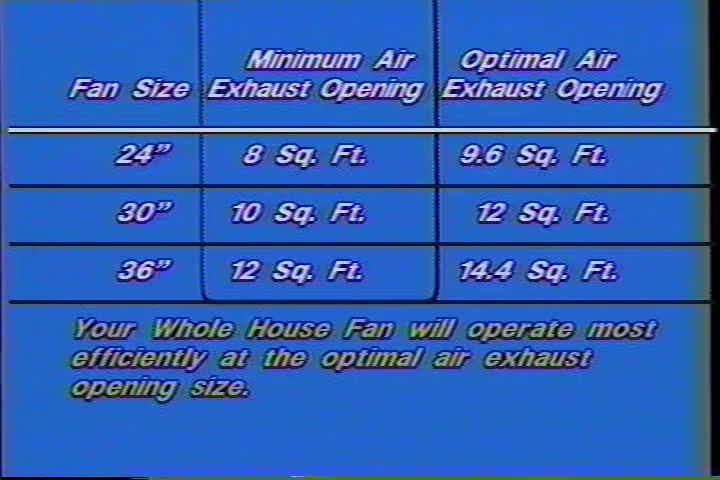 Minimum Air Optimal Air
Fan Size Exhaust Opening Exhaust Opening
24" 8 Sq. Ft. 9.6 Sq. Ft.
30" 10 Sq. Ft. 12 Sq. Ft.
36" 12 Sq. Ft. 14.4 Sq. Ft.
Your Whole House Fan will operate most
efficiently at the optimal air exhaust
opening size.